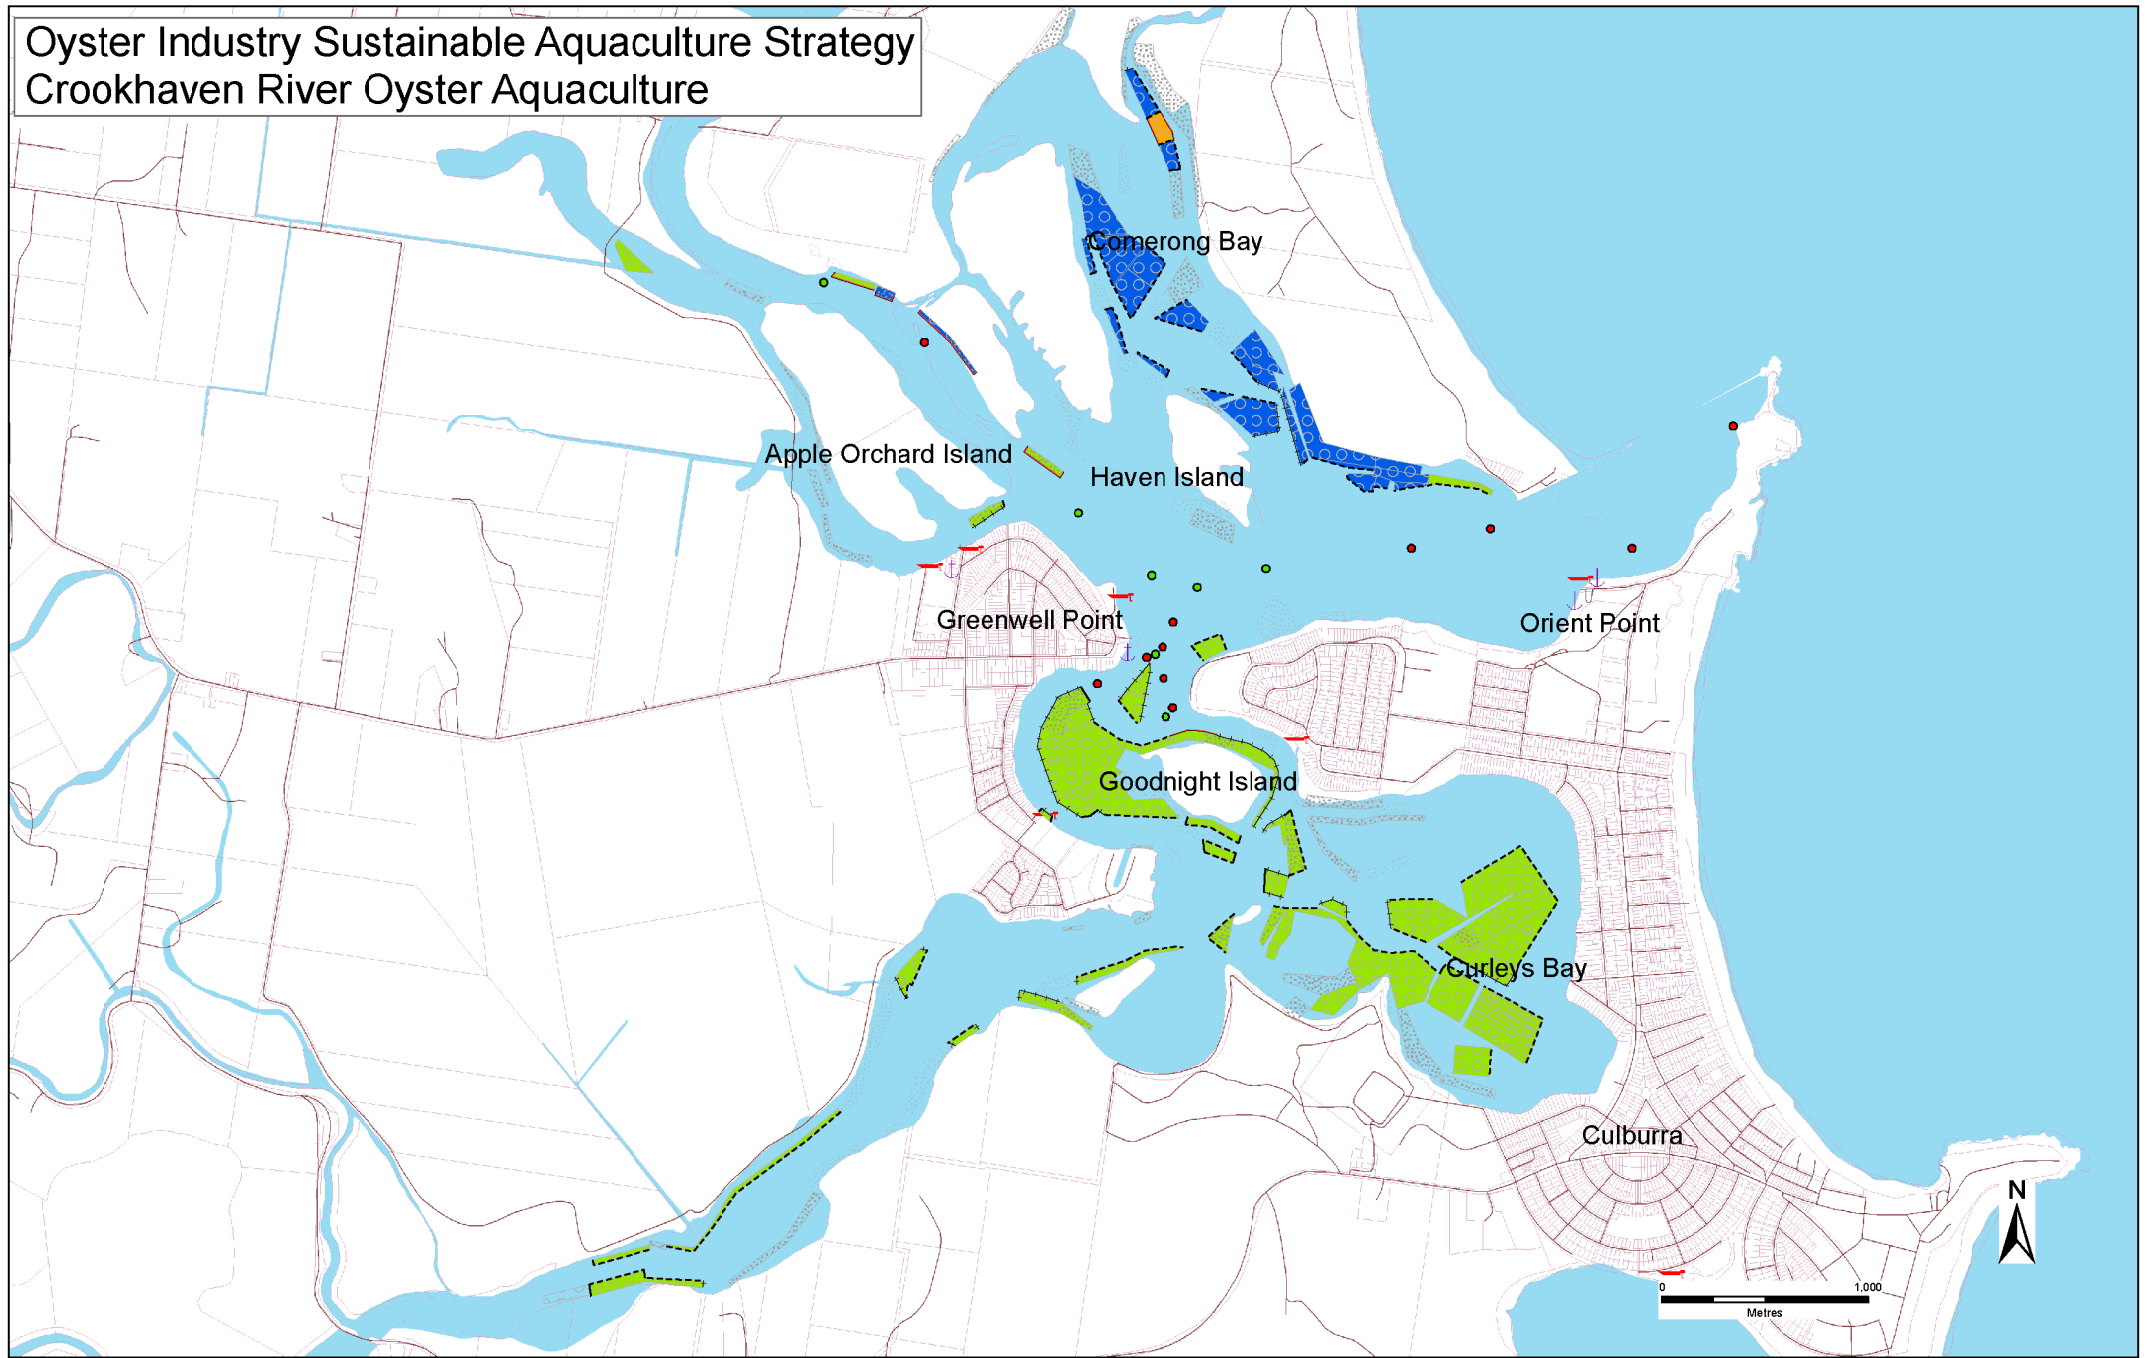 Oyster Industry Sustainable Aquaculture Strategy
Crookhaven River Oyster Aquaculture
Comerong Bay
Apple Orchard Island
Haven Island
Greenwell Point
Orient Point
Goodnight Island
Curleys Bay
Culburra
N
0 1,000
Metres